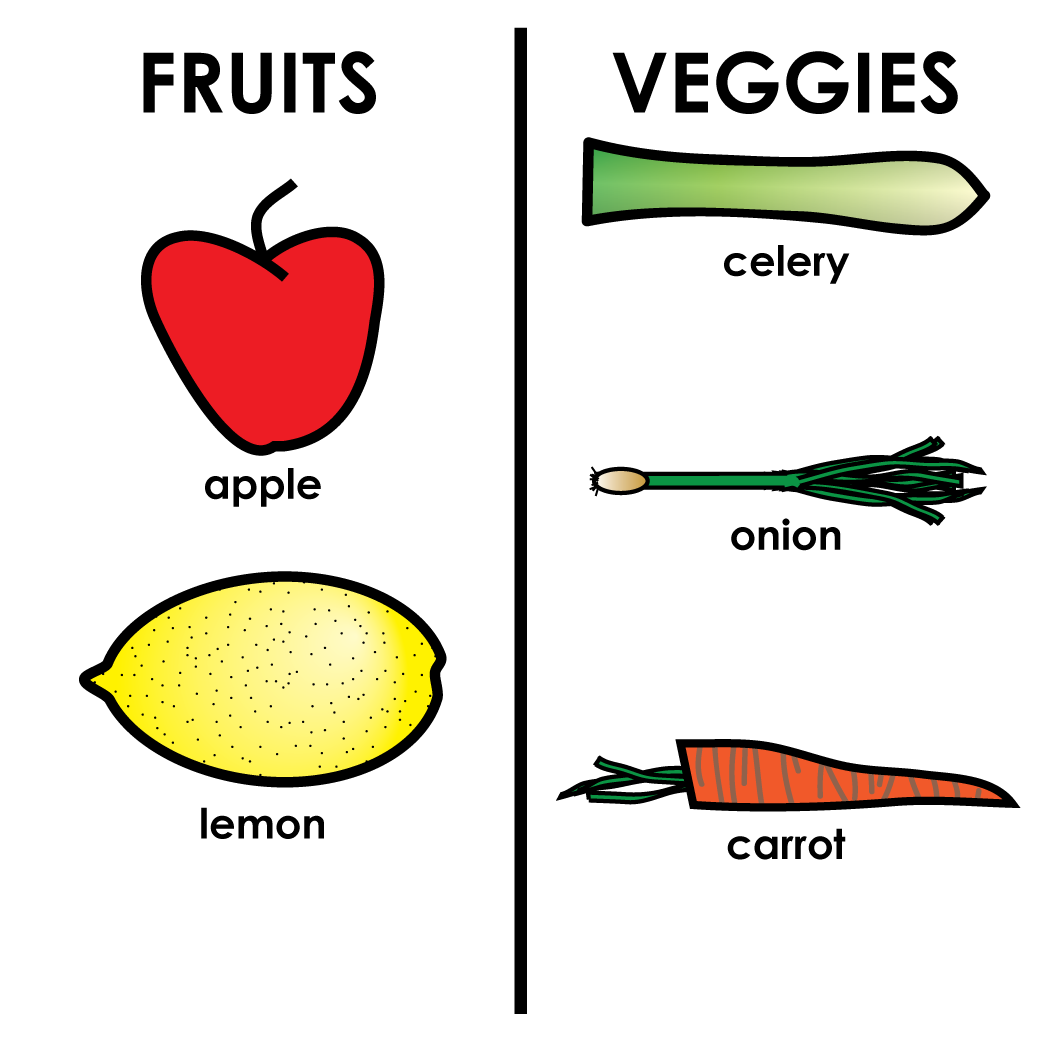 FRUITS
apple
lemon
VEGGIES
celery
onion
carrot